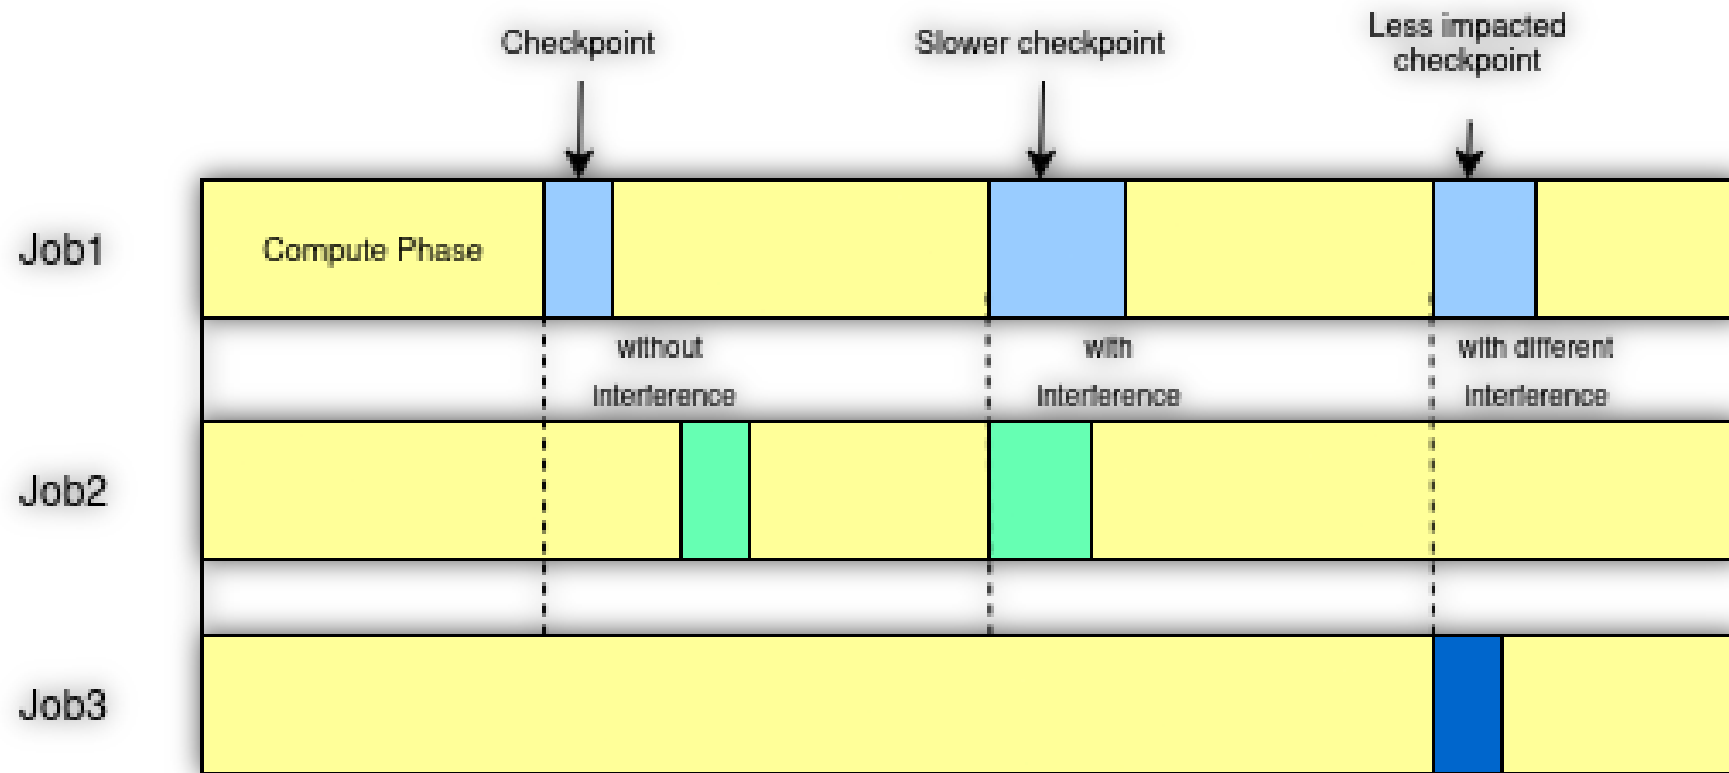 Checkpoint
Slower checkpoint
Less impacted
checkpoint
Job1
Compute Phase
without
interference
with
interference
with different
interference
Job2
Job3